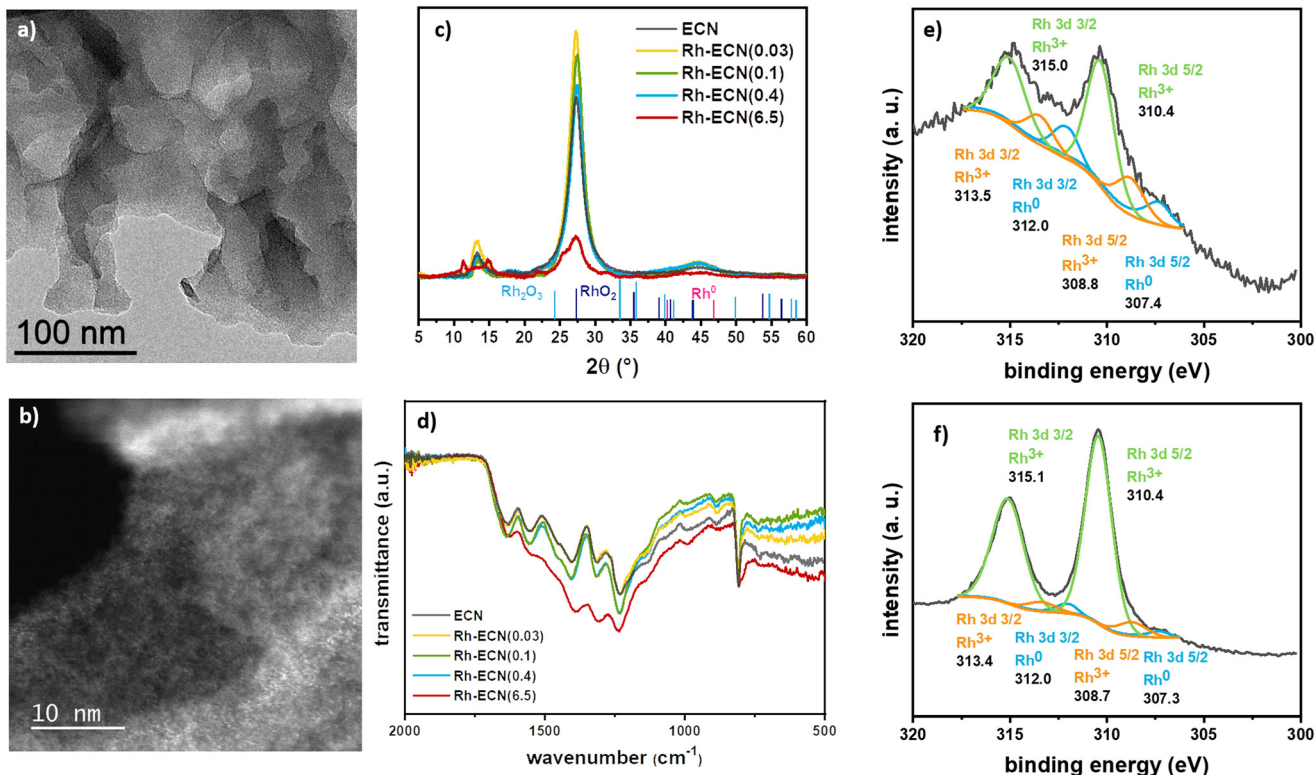 a)
100 nm
b)
10 nm
c)
ECN
Rh-ECN(0.03)
Rh-ECN(0.1)
Rh-ECN(0.4)
Rh-ECN(6.5)
Rh₂O₃
RhO₂
Rh⁰
5 10 15 20 25 30 35 40 45 50 55 60
2θ (°)
d)
transmittance (a.u.)
ECN
Rh-ECN(0.03)
Rh-ECN(0.1)
Rh-ECN(0.4)
Rh-ECN(6.5)
2000 1500 1000 500
wavenumber (cm⁻¹)
e)
intensity (a. u.)
Rh 3d 3/2
Rh³⁺
315.0
Rh 3d 5/2
Rh³⁺
310.4
Rh 3d 3/2
Rh³⁺
313.5
Rh 3d 3/2
Rh⁰
312.0
Rh 3d 5/2
Rh³⁺
308.8
Rh 3d 5/2
Rh⁰
307.4
320 315 310 305 300
binding energy (eV)
f)
intensity (a. u.)
Rh 3d 3/2
Rh³⁺
315.1
Rh 3d 5/2
Rh³⁺
310.4
Rh 3d 3/2
Rh³⁺
313.4
Rh 3d 3/2
Rh⁰
312.0
Rh 3d 5/2
Rh³⁺
308.7
Rh 3d 5/2
Rh⁰
307.3
320 315 310 305 300
binding energy (eV)